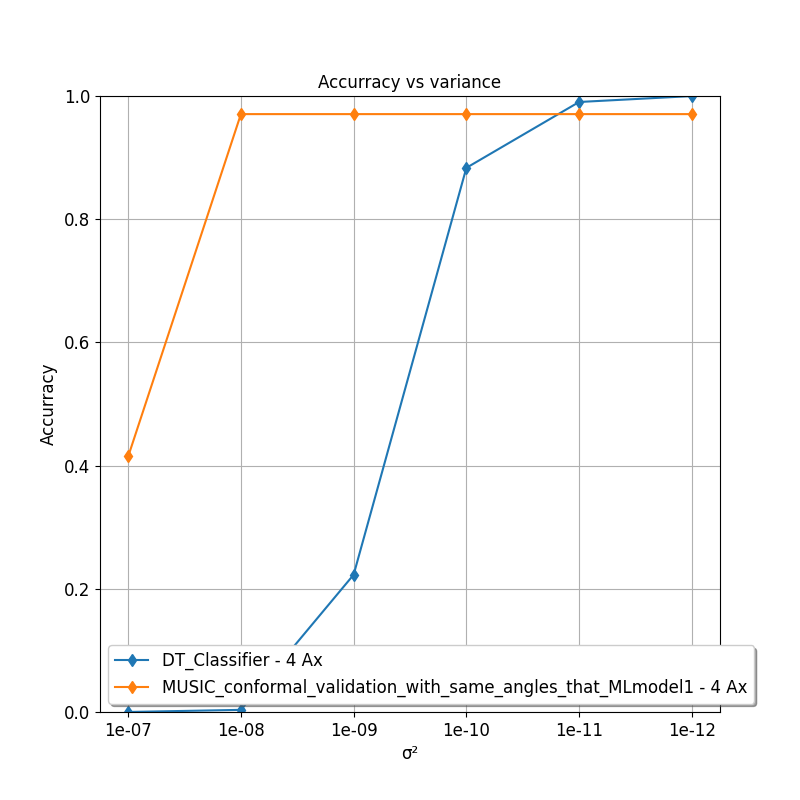 Accurracy vs variance
1.0
0.8
0.6
0.4
0.2
0.0
Accurracy
DT_Classifier - 4 Ax
MUSIC_conformal_validation_with_same_angles_that_MLmodel1 - 4 Ax
1e-07 1e-08 1e-09 1e-10 1e-11 1e-12
σ²